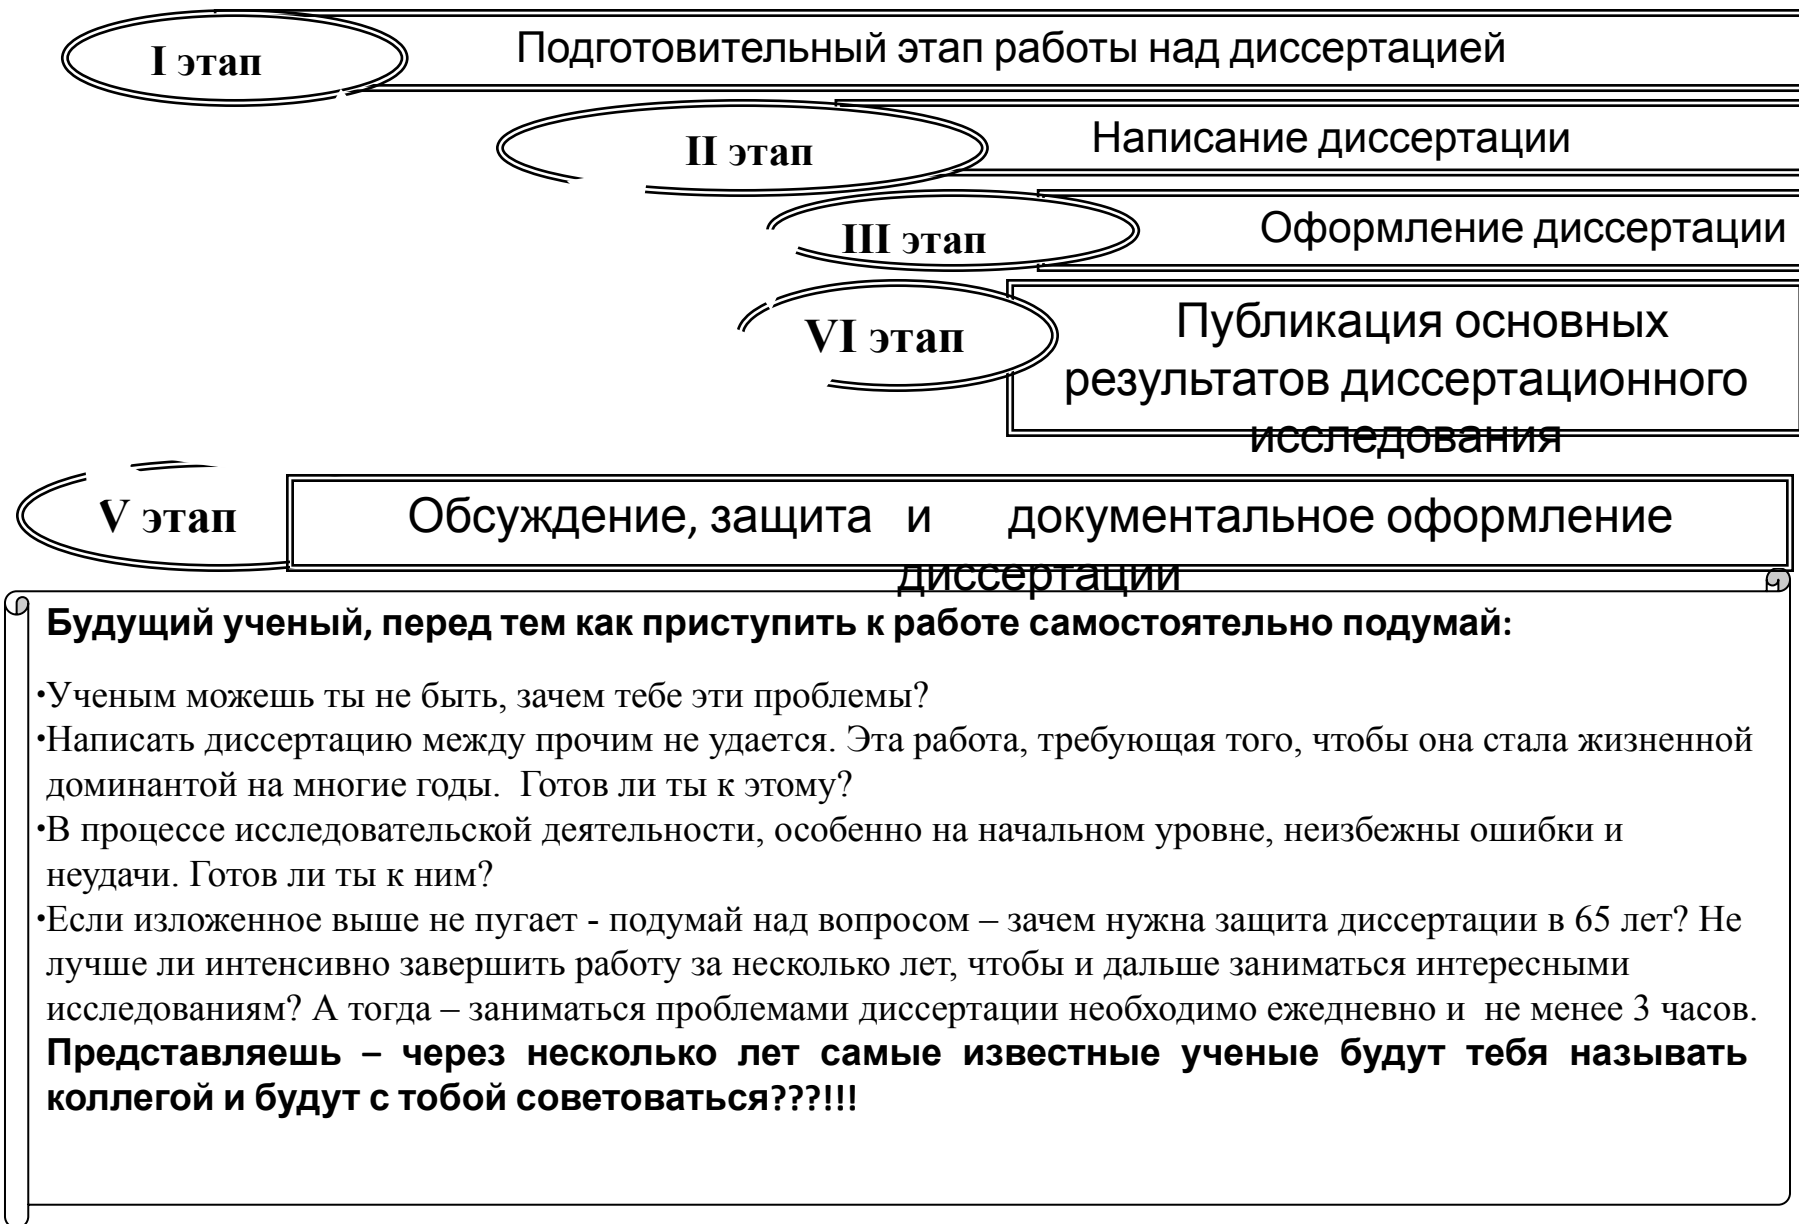 I этап
Подготовительный этап работы над диссертацией
II этап
Написание диссертации
III этап
Оформление диссертации
VI этап
Публикация основных
результатов диссертационного
исследования
V этап
Обсуждение, защита и документальное оформление
диссертации
Будущий ученый, перед тем как приступить к работе самостоятельно подумай:
•Ученым можешь ты не быть, зачем тебе эти проблемы?
•Написать диссертацию между прочим не удается. Эта работа, требующая того, чтобы она стала жизненной
доминантой на многие годы. Готов ли ты к этому?
•В процессе исследовательской деятельности, особенно на начальном уровне, неизбежны ошибки и
неудачи. Готов ли ты к ним?
•Если изложенное выше не пугает - подумай над вопросом – зачем нужна защита диссертации в 65 лет? Не
лучше ли интенсивно завершить работу за несколько лет, чтобы и дальше заниматься интересными
исследованиям? А тогда – заниматься проблемами диссертации необходимо ежедневно и не менее 3 часов.
Представляешь – через несколько лет самые известные ученые будут тебя называть
коллегой и будут с тобой советоваться???!!!